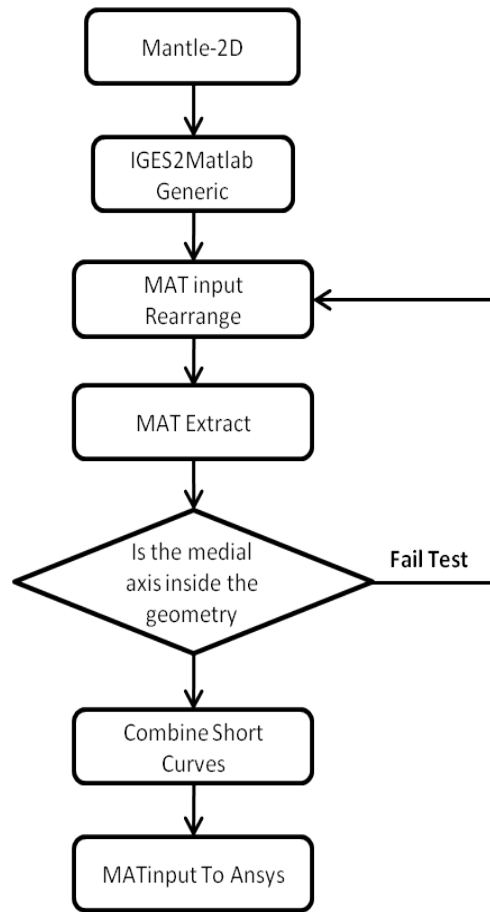 Mantle-2D
IGES2Matlab
Generic
MAT input
Rearrange
MAT Extract
Is the medial
axis inside the
geometry
Fail Test
Combine Short
Curves
MATinput To Ansys